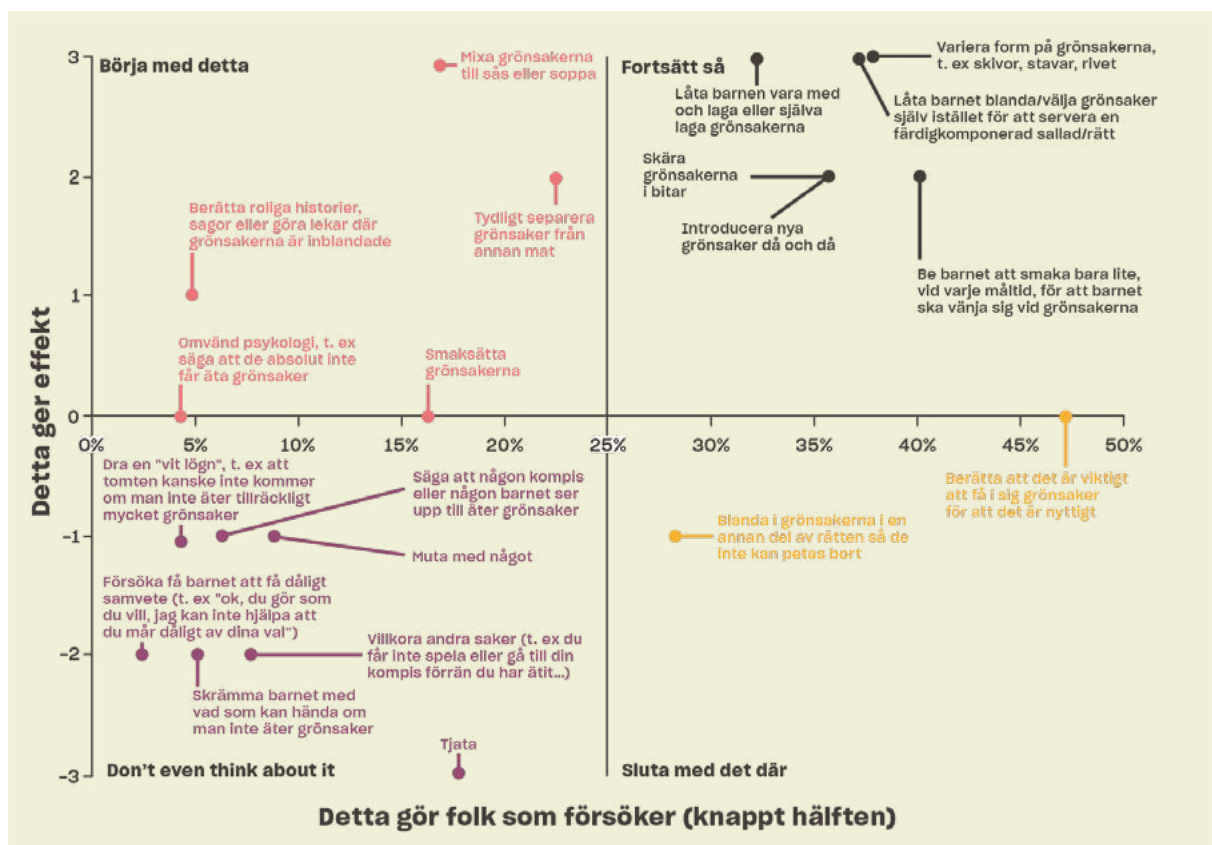 3
Börja med detta
Mixa grönsakerna
till sås eller soppa
Fortsätt så
Variera form på grönsakerna,
t. ex skivor, stavar, rivet
Låta barnen vara med
och laga eller själva
laga grönsakerna
Låta barnet blanda/välja grönsaker
själv istället för att servera en
färdigkomponerad sallad/rätt
2
Skära
grönsakerna
i bitar
Berätta roliga historier,
sagor eller göra lekar där
grönsakerna är inblandade
Tydligt separera
grönsaker från
annan mat
Introducera nya
grönsaker då och då
Be barnet att smaka bara lite,
vid varje måltid, för att barnet
ska vänja sig vid grönsakerna
1
Detta ger effekt
Omvänd psykologi, t. ex
säga att de absolut inte
får äta grönsaker
Smaksätta
grönsakerna
0
0% 5% 10% 15% 20% 25% 30% 35% 40% 45% 50%
Dra en "vit lögn", t. ex att
tomten kanske inte kommer
om man inte äter tillräckligt
mycket grönsaker
Säga att någon kompis
eller någon barnet ser
upp till äter grönsaker
Berätta att det är viktigt
att få i sig grönsaker
för att det är nyttigt
-1
Blanda i grönsakerna i en
annan del av rätten så de
inte kan petas bort
Muta med något
Försöka få barnet att få dåligt
samvete (t. ex "ok, du gör som
du vill, jag kan inte hjälpa att
du mår dåligt av dina val")
-2
Villkora andra saker (t. ex du
får inte spela eller gå till din
kompis förrän du har ätit...)
Skrämma barnet med
vad som kan hända om
man inte äter grönsaker
Tjata
-3
Don't even think about it
Sluta med det där
Detta gör folk som försöker (knappt hälften)